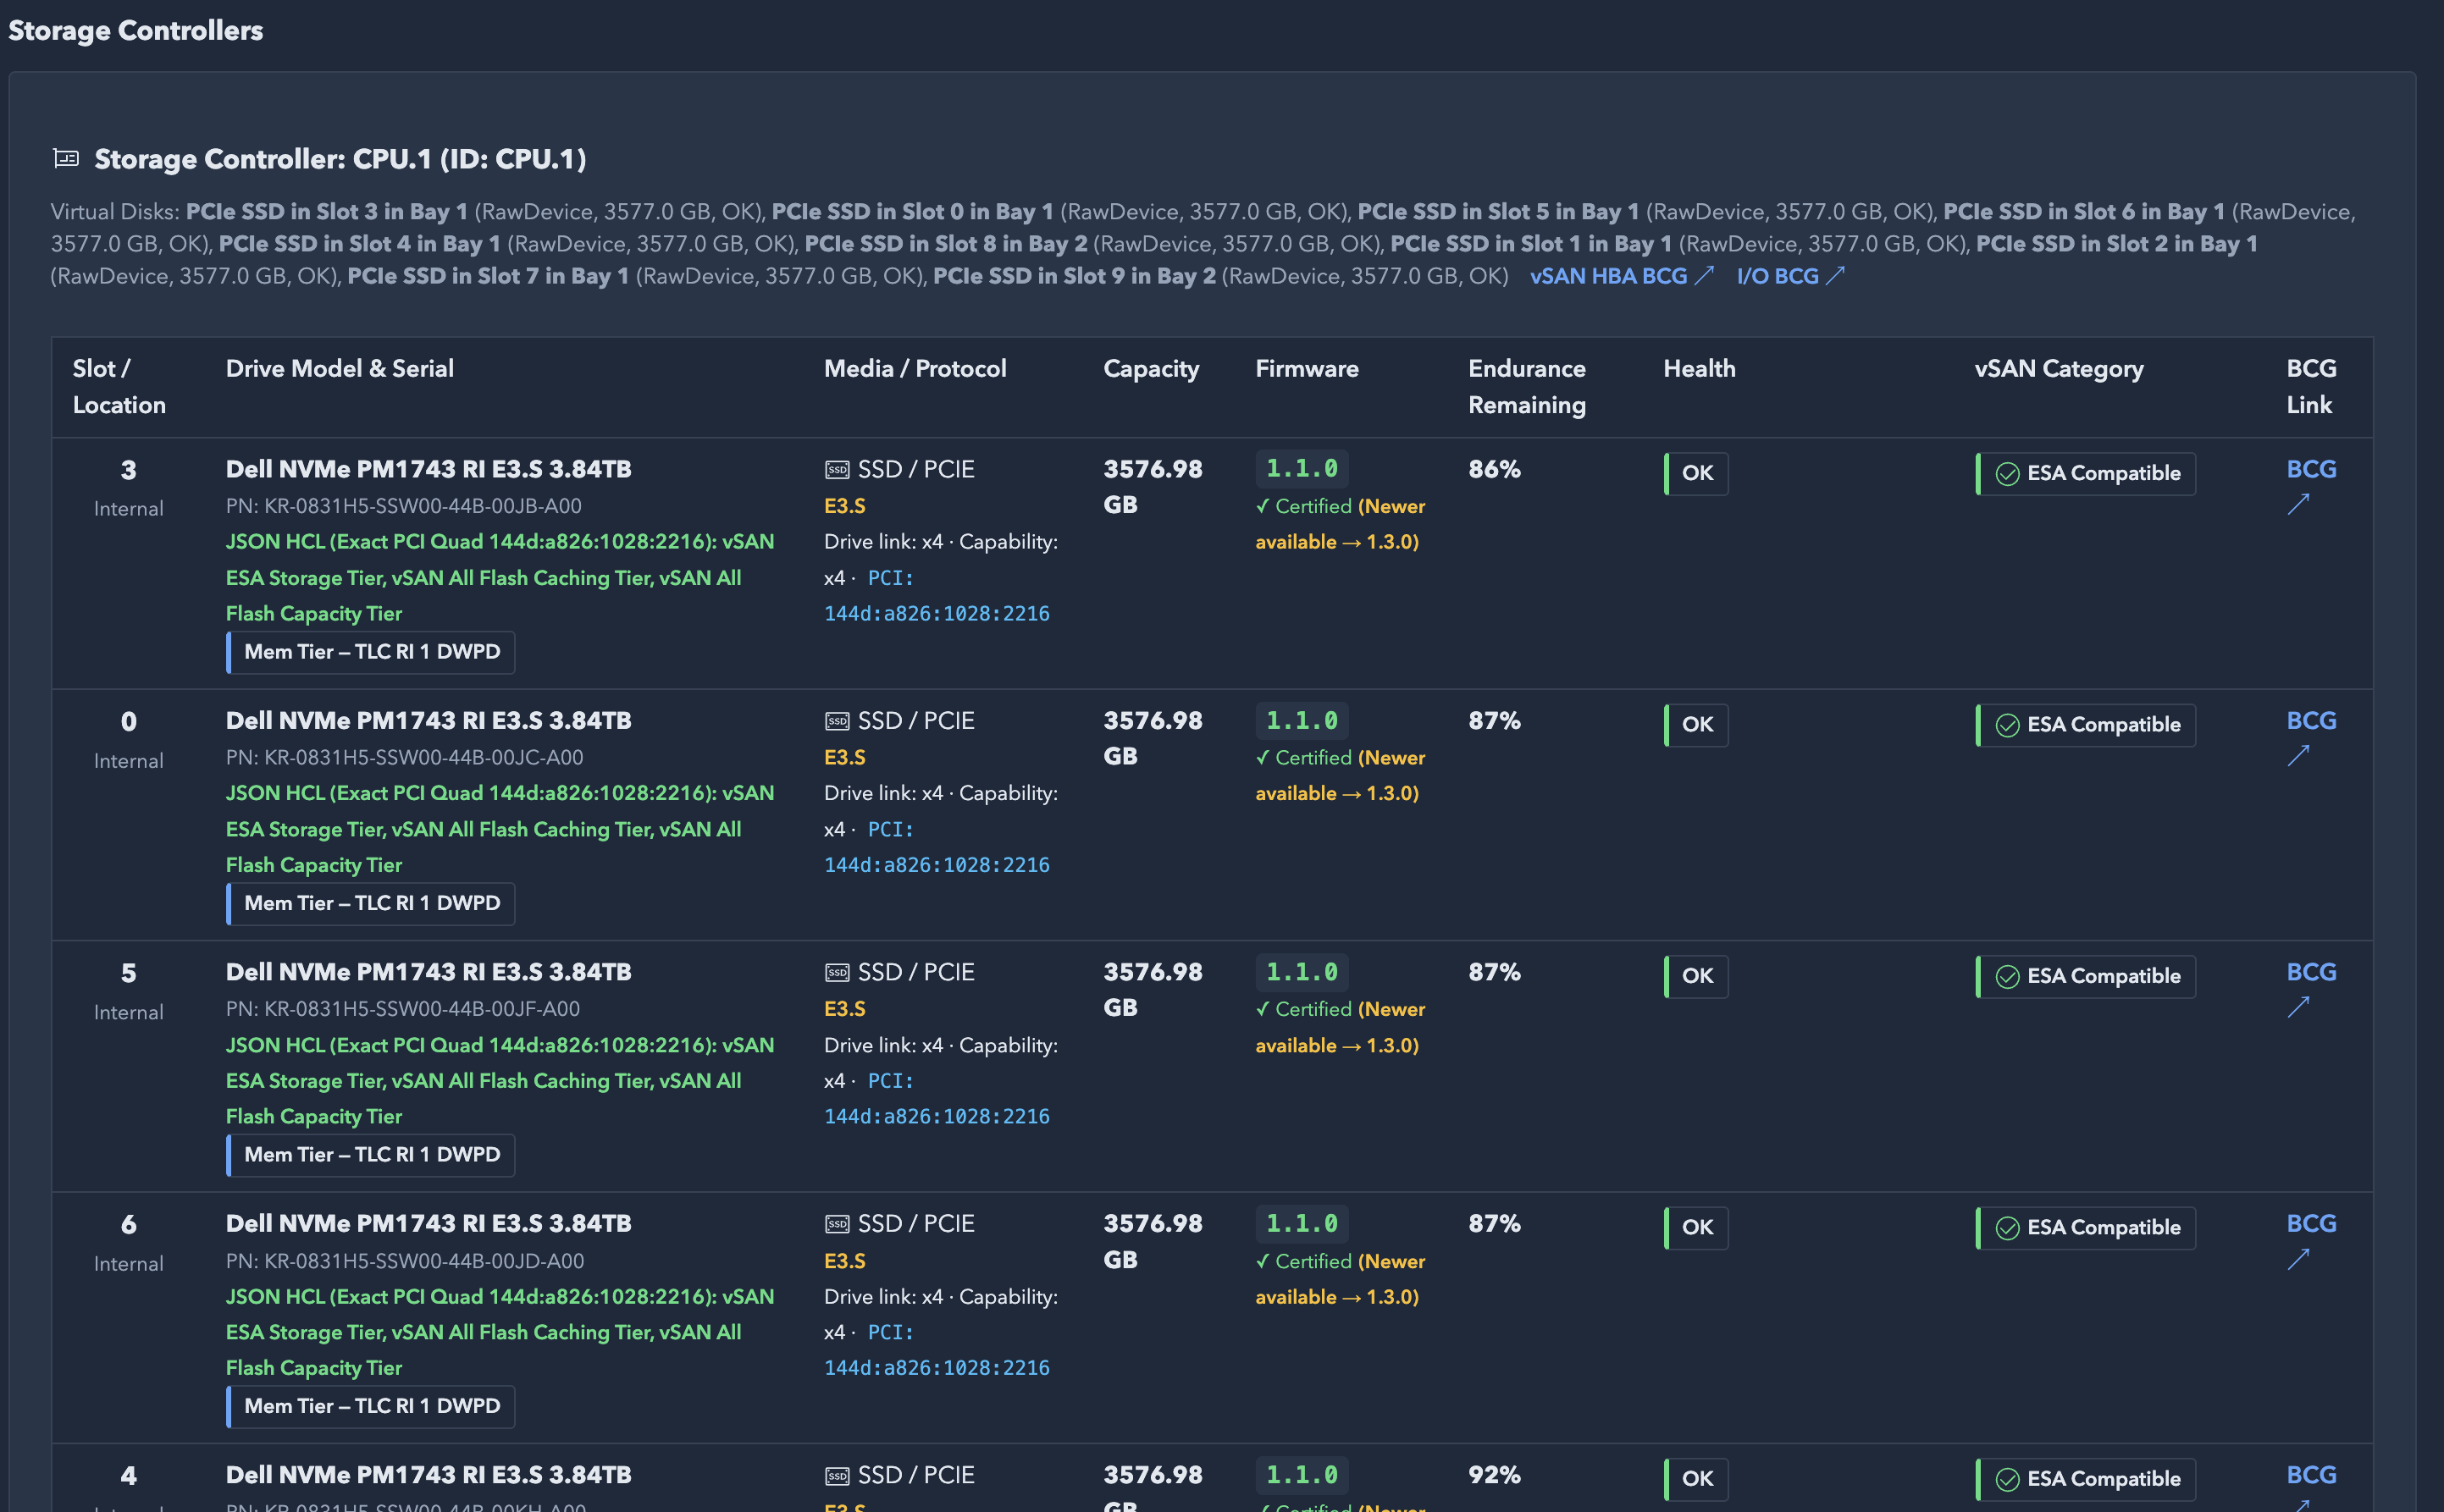 Storage Controllers
Storage Controller: CPU.1 (ID: CPU.1)
Virtual Disks: PCIe SSD in Slot 3 in Bay 1 (RawDevice, 3577.0 GB, OK), PCIe SSD in Slot 0 in Bay 1 (RawDevice, 3577.0 GB, OK), PCIe SSD in Slot 5 in Bay 1 (RawDevice, 3577.0 GB, OK), PCIe SSD in Slot 6 in Bay 1 (RawDevice,
3577.0 GB, OK), PCIe SSD in Slot 4 in Bay 1 (RawDevice, 3577.0 GB, OK), PCIe SSD in Slot 8 in Bay 2 (RawDevice, 3577.0 GB, OK), PCIe SSD in Slot 1 in Bay 1 (RawDevice, 3577.0 GB, OK), PCIe SSD in Slot 2 in Bay 1
(RawDevice, 3577.0 GB, OK), PCIe SSD in Slot 7 in Bay 1 (RawDevice, 3577.0 GB, OK), PCIe SSD in Slot 9 in Bay 2 (RawDevice, 3577.0 GB, OK) vSAN HBA BCG ↗ I/O BCG ↗
Slot / Drive Model & Serial Media / Protocol Capacity Firmware Endurance Health vSAN Category BCG
Location Remaining Link
3 Dell NVMe PM1743 RI E3.S 3.84TB SSD SSD / PCIE 3576.98 1.1.0 86% OK ESA Compatible BCG
Internal PN: KR-0831H5-SSW00-44B-00JB-A00 E3.S GB ✓ Certified (Newer ↗
JSON HCL (Exact PCI Quad 144d:a826:1028:2216): vSAN Drive link: x4 · Capability: available → 1.3.0)
ESA Storage Tier, vSAN All Flash Caching Tier, vSAN All x4 · PCI:
Flash Capacity Tier 144d:a826:1028:2216
Mem Tier – TLC RI 1 DWPD
0 Dell NVMe PM1743 RI E3.S 3.84TB SSD SSD / PCIE 3576.98 1.1.0 87% OK ESA Compatible BCG
Internal PN: KR-0831H5-SSW00-44B-00JC-A00 E3.S GB ✓ Certified (Newer ↗
JSON HCL (Exact PCI Quad 144d:a826:1028:2216): vSAN Drive link: x4 · Capability: available → 1.3.0)
ESA Storage Tier, vSAN All Flash Caching Tier, vSAN All x4 · PCI:
Flash Capacity Tier 144d:a826:1028:2216
Mem Tier – TLC RI 1 DWPD
5 Dell NVMe PM1743 RI E3.S 3.84TB SSD SSD / PCIE 3576.98 1.1.0 87% OK ESA Compatible BCG
Internal PN: KR-0831H5-SSW00-44B-00JF-A00 E3.S GB ✓ Certified (Newer ↗
JSON HCL (Exact PCI Quad 144d:a826:1028:2216): vSAN Drive link: x4 · Capability: available → 1.3.0)
ESA Storage Tier, vSAN All Flash Caching Tier, vSAN All x4 · PCI:
Flash Capacity Tier 144d:a826:1028:2216
Mem Tier – TLC RI 1 DWPD
6 Dell NVMe PM1743 RI E3.S 3.84TB SSD SSD / PCIE 3576.98 1.1.0 87% OK ESA Compatible BCG
Internal PN: KR-0831H5-SSW00-44B-00JD-A00 E3.S GB ✓ Certified (Newer ↗
JSON HCL (Exact PCI Quad 144d:a826:1028:2216): vSAN Drive link: x4 · Capability: available → 1.3.0)
ESA Storage Tier, vSAN All Flash Caching Tier, vSAN All x4 · PCI:
Flash Capacity Tier 144d:a826:1028:2216
Mem Tier – TLC RI 1 DWPD
4 Dell NVMe PM1743 RI E3.S 3.84TB SSD SSD / PCIE 3576.98 1.1.0 92% OK ESA Compatible BCG